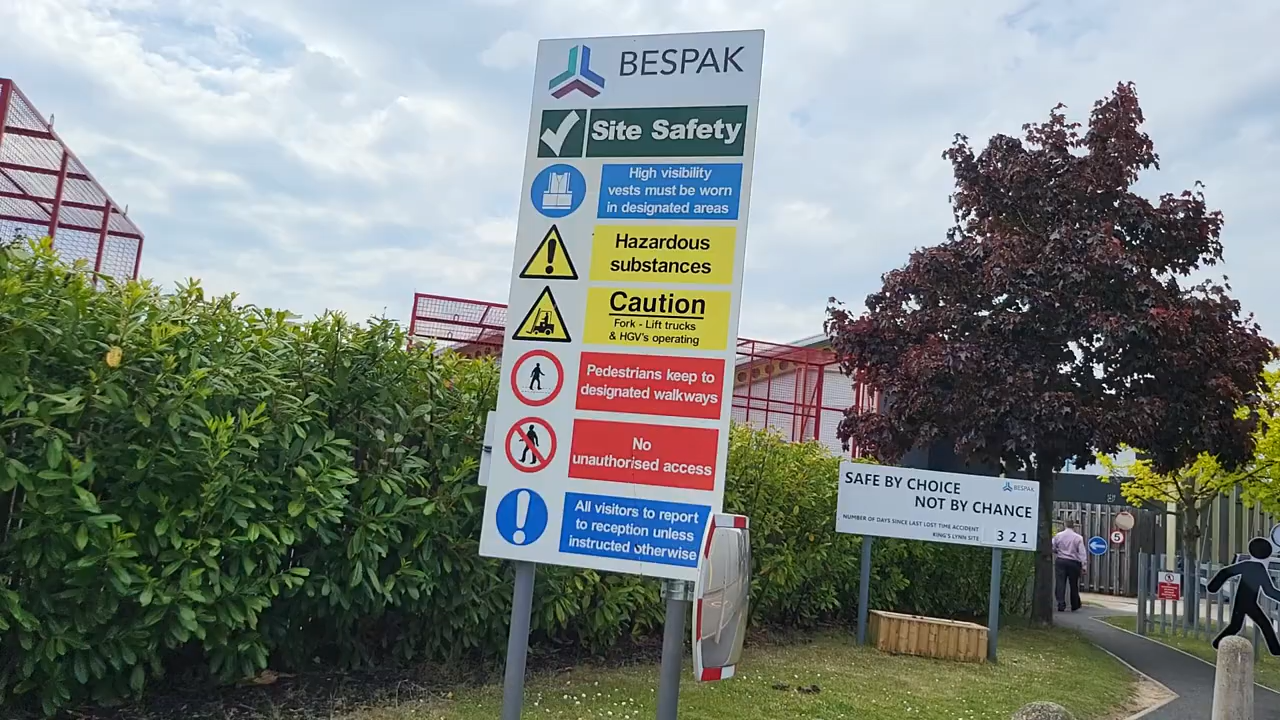 BESPAK
Site Safety
High visibility
vests must be worn
in designated areas
Hazardous
substances
Caution
Fork - Lift trucks
& HGV's operating
Pedestrians keep to
designated walkways
No
unauthorised access
All visitors to report
to reception unless
instructed otherwise
SAFE BY CHOICE
BESPAK
NOT BY CHANCE
NUMBER OF DAYS SINCE LAST LOST TIME ACCIDENT
KING'S LYNN SITE
321
5